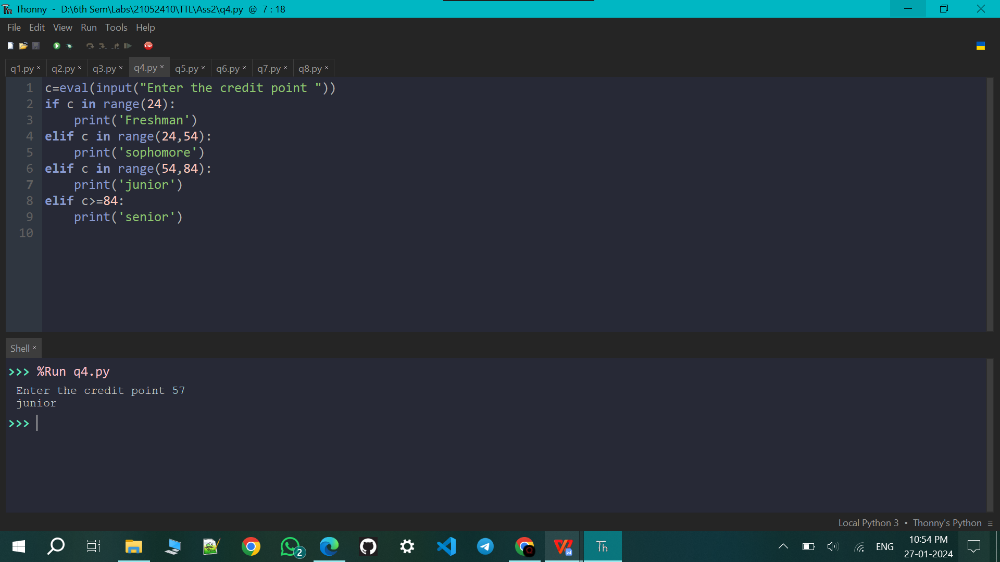 Th Thonny - D:\6th Sem\Labs\21052410\TTL\Ass2\q4.py @ 7 : 18
File Edit View Run Tools Help
STOP
q1.py × q2.py × q3.py × q4.py × q5.py × q6.py × q7.py × q8.py ×
1 c=eval(input("Enter the credit point "))
2 if c in range(24):
3     print('Freshman')
4 elif c in range(24,54):
5     print('sophomore')
6 elif c in range(54,84):
7     print('junior')
8 elif c>=84:
9     print('senior')
10
Shell ×
>>> %Run q4.py
Enter the credit point 57
junior
>>>
Local Python 3 • Thonny's Python ≡
2 W Th ENG 10:54 PM
27-01-2024